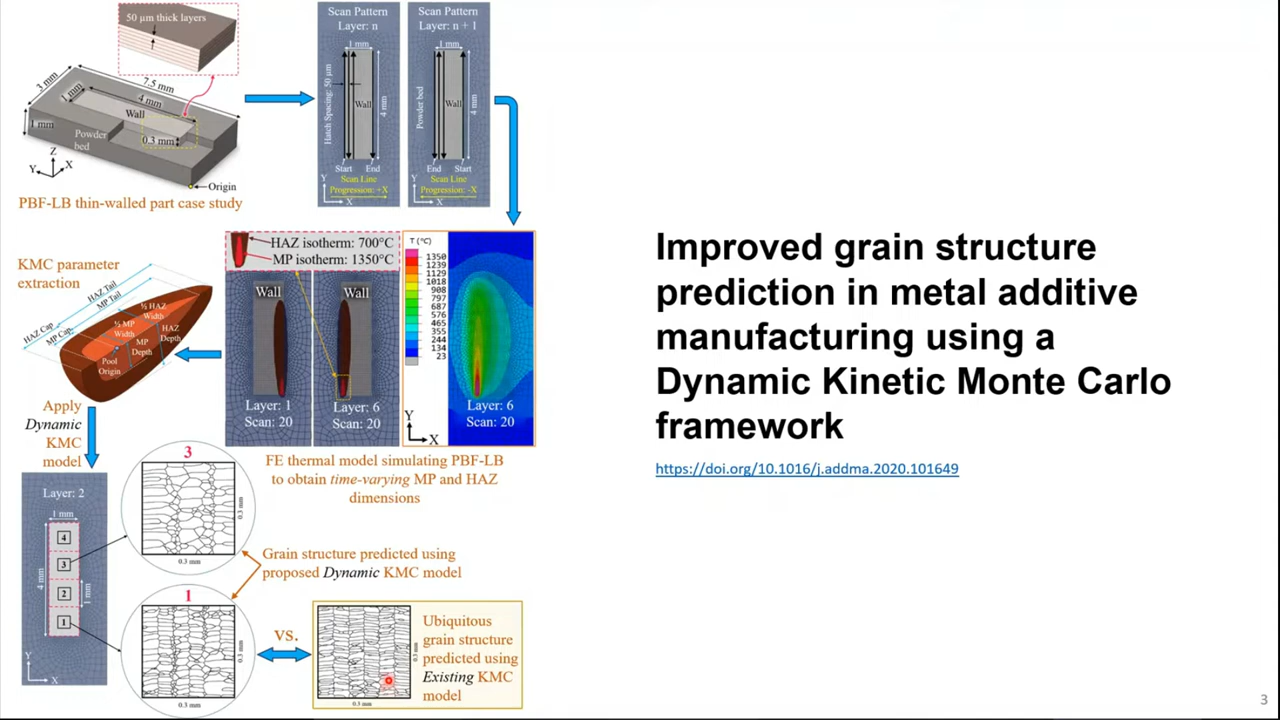 50 µm thick layers
3 mm
7.5 mm
1 mm
4 mm
Wall
1 mm
Powder
bed
0.3 mm
Z
Y
X
Origin
PBF-LB thin-walled part case study
Scan Pattern
Layer: n
1 mm
Hatch Spacing: 50 µm
Wall
4 mm
Start
End
Scan Line
Progression: +X
Y
X
Scan Pattern
Layer: n + 1
1 mm
Powder bed
Wall
4 mm
End
Start
Scan Line
Progression: -X
Y
X
HAZ isotherm: 700°C
MP isotherm: 1350°C
Wall
Layer: 1
Scan: 20
Wall
Layer: 6
Scan: 20
T (°C)
1350
1239
1129
1018
908
797
687
576
465
355
244
134
23
Y
X
Layer: 6
Scan: 20
FE thermal model simulating PBF-LB
to obtain time-varying MP and HAZ
dimensions
KMC parameter
extraction
HAZ Tail
MP Tail
HAZ Cap
MP Cap
½ HAZ
Width
½ MP
Width
HAZ
Depth
MP
Depth
Pool
Origin
Apply
Dynamic
KMC
model
Layer: 2
1 mm
4
3
2
1
4 mm
1 mm
Y
X
3
0.3 mm
0.3 mm
Grain structure predicted using
proposed Dynamic KMC model
1
0.3 mm
0.3 mm
vs.
0.3 mm
0.3 mm
Ubiquitous
grain structure
predicted using
Existing KMC
model
Improved grain structure
prediction in metal additive
manufacturing using a
Dynamic Kinetic Monte Carlo
framework
https://doi.org/10.1016/j.addma.2020.101649
3